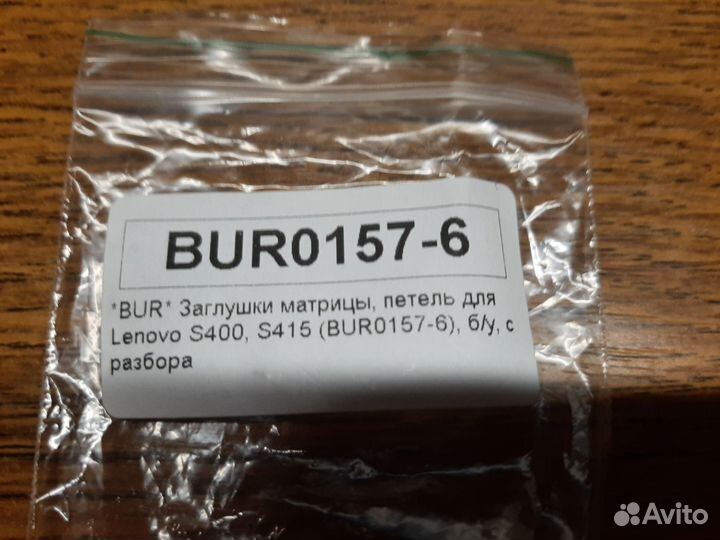 BUR0157-6
*BUR* Заглушки матрицы, петель для
Lenovo S400, S415 (BUR0157-6), б/у, с
разбора
Avito